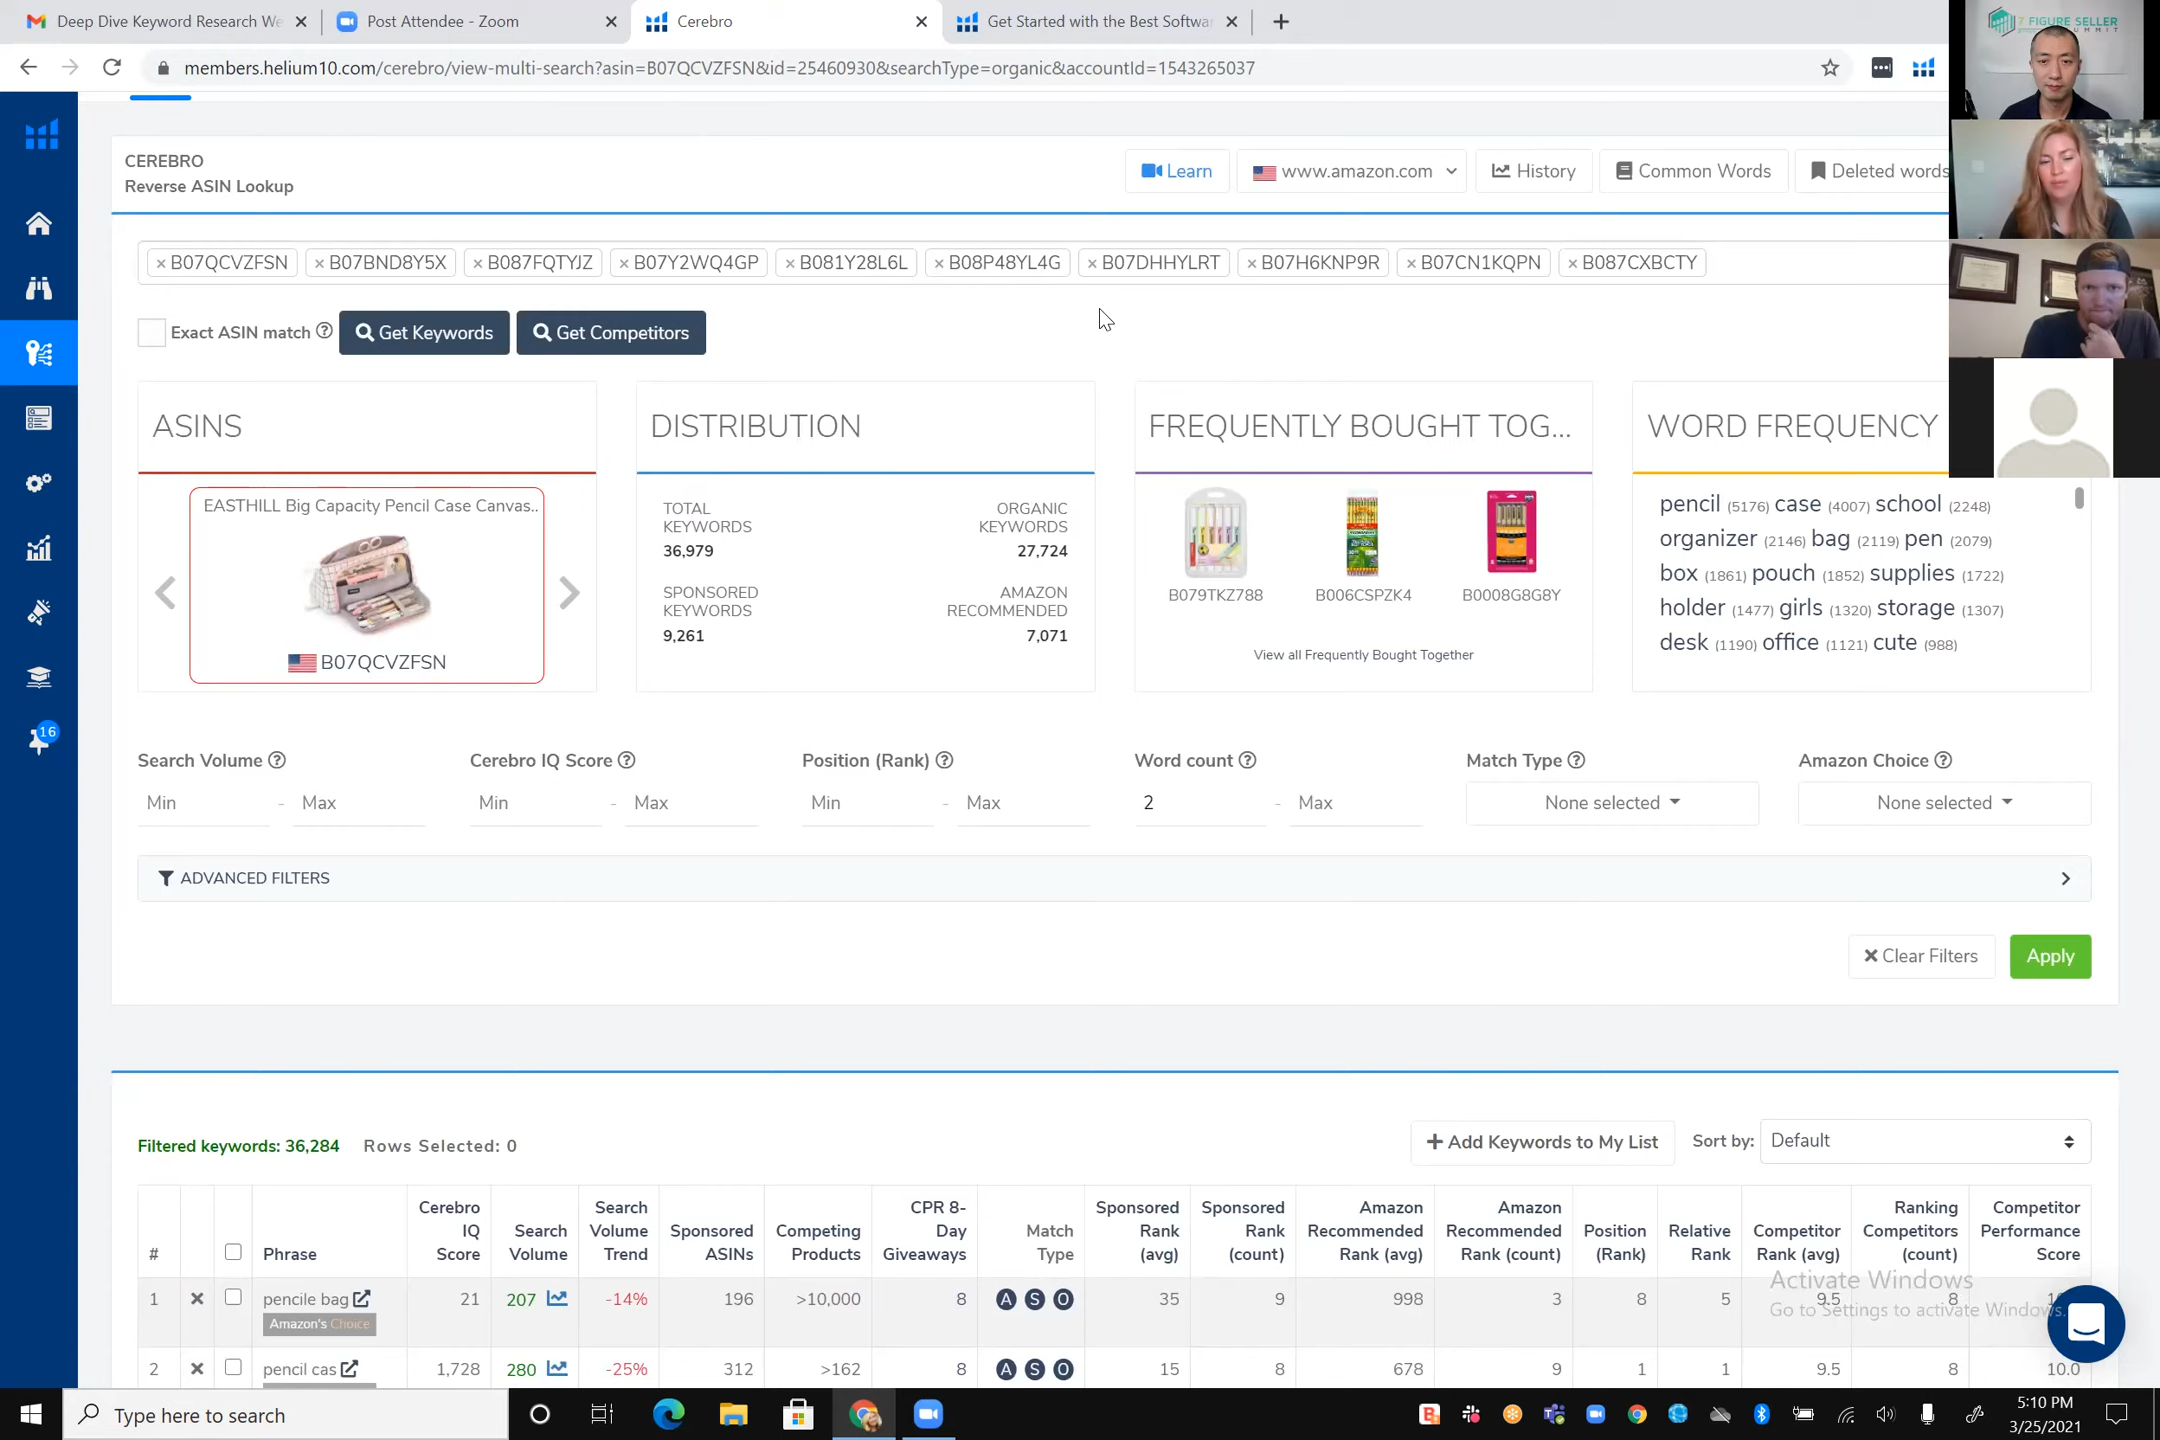 Deep Dive Keyword Research We
Post Attendee - Zoom
Cerebro
Get Started with the Best Softwa
members.helium10.com/cerebro/view-multi-search?asin=B07QCVZFSN&id=25460930&searchType=organic&accountId=1543265037
7 FIGURE SELLER
SUMMIT
CEREBRO
Reverse ASIN Lookup
Learn
www.amazon.com
History
Common Words
Deleted words
× B07QCVZFSN
× B07BND8Y5X
× B087FQTYJZ
× B07Y2WQ4GP
× B081Y28L6L
× B08P48YL4G
× B07DHHYLRT
× B07H6KNP9R
× B07CN1KQPN
× B087CXBCTY
Exact ASIN match
Get Keywords
Get Competitors
ASINS
EASTHILL Big Capacity Pencil Case Canvas..
B07QCVZFSN
DISTRIBUTION
TOTAL KEYWORDS
36,979
ORGANIC KEYWORDS
27,724
SPONSORED KEYWORDS
9,261
AMAZON RECOMMENDED
7,071
FREQUENTLY BOUGHT TOG...
B079TKZ788
B006CSPZK4
B0008G8G8Y
View all Frequently Bought Together
WORD FREQUENCY
pencil (5176) case (4007) school (2248)
organizer (2146) bag (2119) pen (2079)
box (1861) pouch (1852) supplies (1722)
holder (1477) girls (1320) storage (1307)
desk (1190) office (1121) cute (988)
16
Search Volume
Min - Max
Cerebro IQ Score
Min - Max
Position (Rank)
Min - Max
Word count
2 - Max
Match Type
None selected
Amazon Choice
None selected
ADVANCED FILTERS
Clear Filters
Apply
Filtered keywords: 36,284
Rows Selected: 0
Add Keywords to My List
Sort by:
Default
# Phrase Cerebro IQ Score Search Volume Search Volume Trend Sponsored ASINs Competing Products CPR 8-Day Giveaways Match Type Sponsored Rank (avg) Sponsored Rank (count) Amazon Recommended Rank (avg) Amazon Recommended Rank (count) Position (Rank) Relative Rank Competitor Rank (avg) Ranking Competitors (count) Competitor Performance Score
1 pencile bag 21 207 -14% 196 >10,000 8 A S O 35 9 998 3 8 5 9.5 8
Amazon's Choice
2 pencil cas 1,728 280 -25% 312 >162 8 A S O 15 8 678 9 1 1 9.5 8 10.0
Activate Windows
Go to Settings to activate Windows.
Type here to search
5:10 PM
3/25/2021